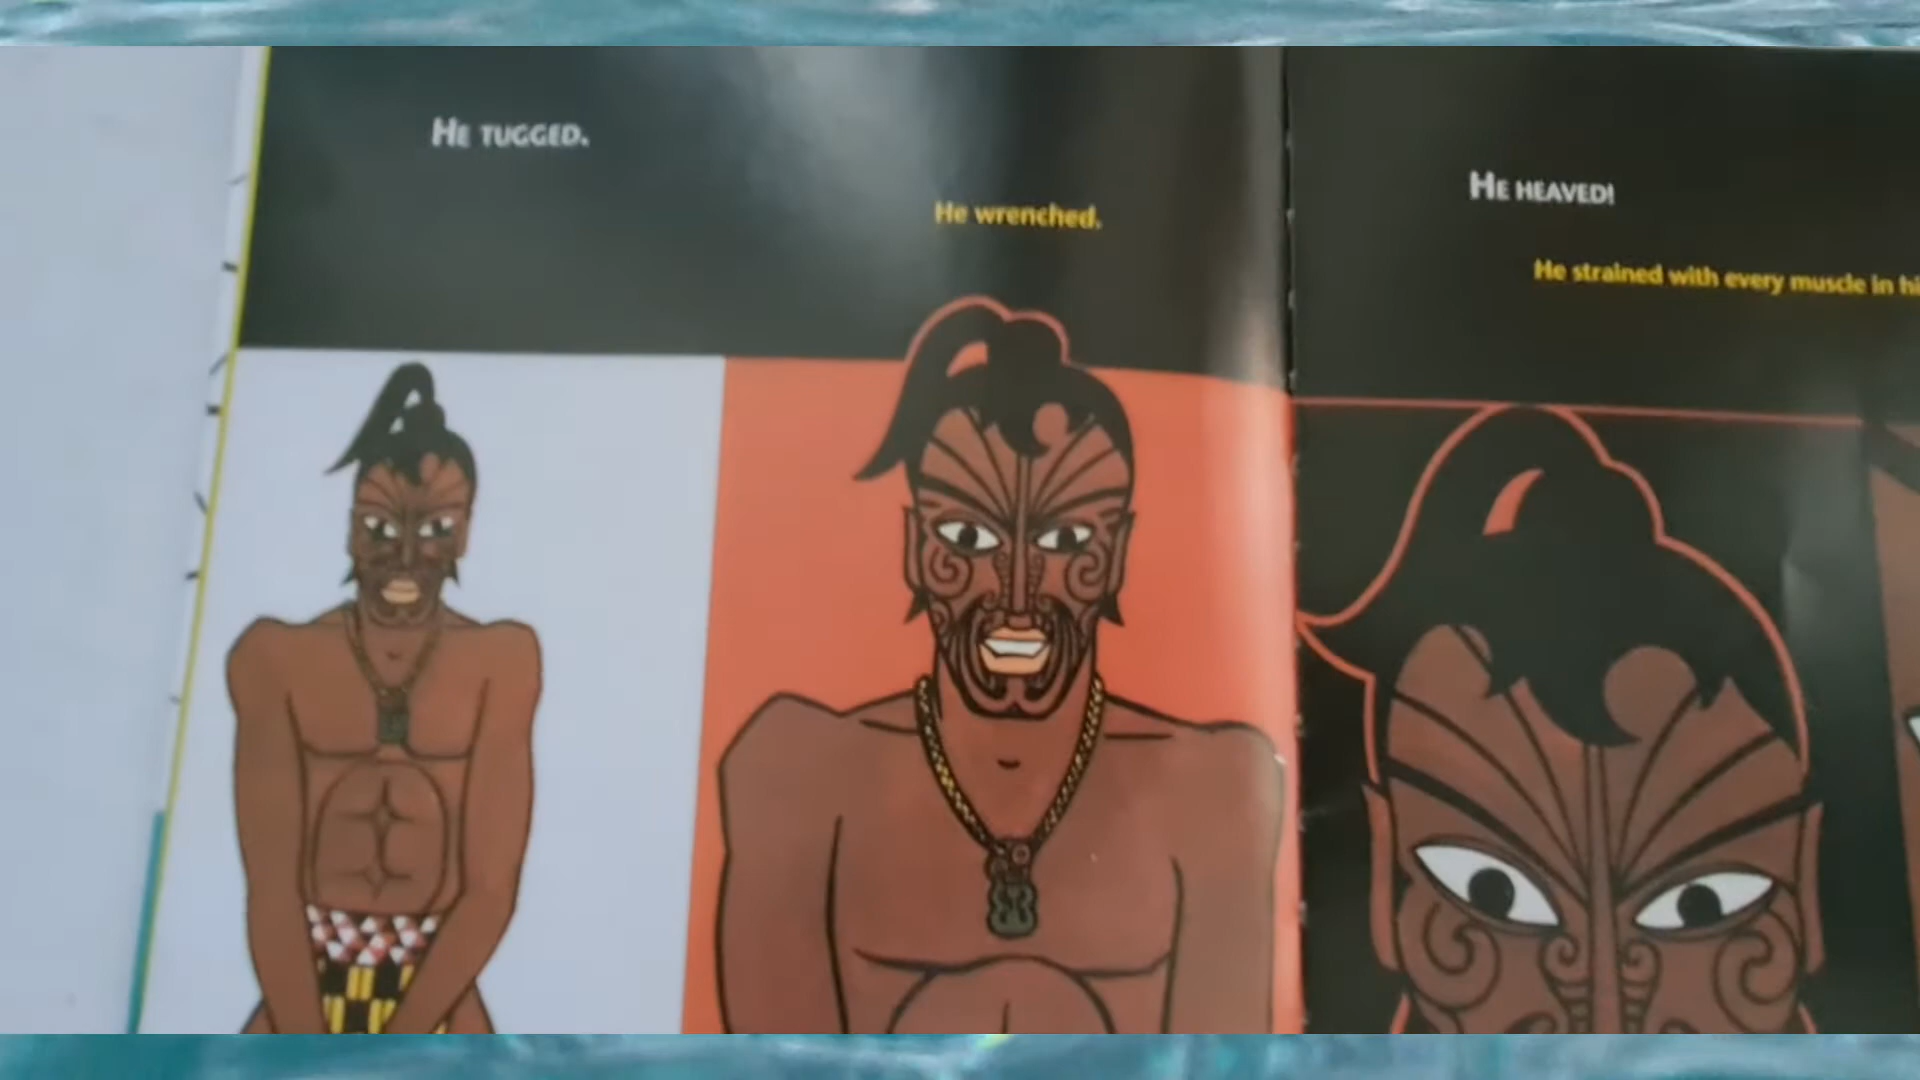 HE TUGGED.
He wrenched.
HE HEAVED!
He strained with every muscle in